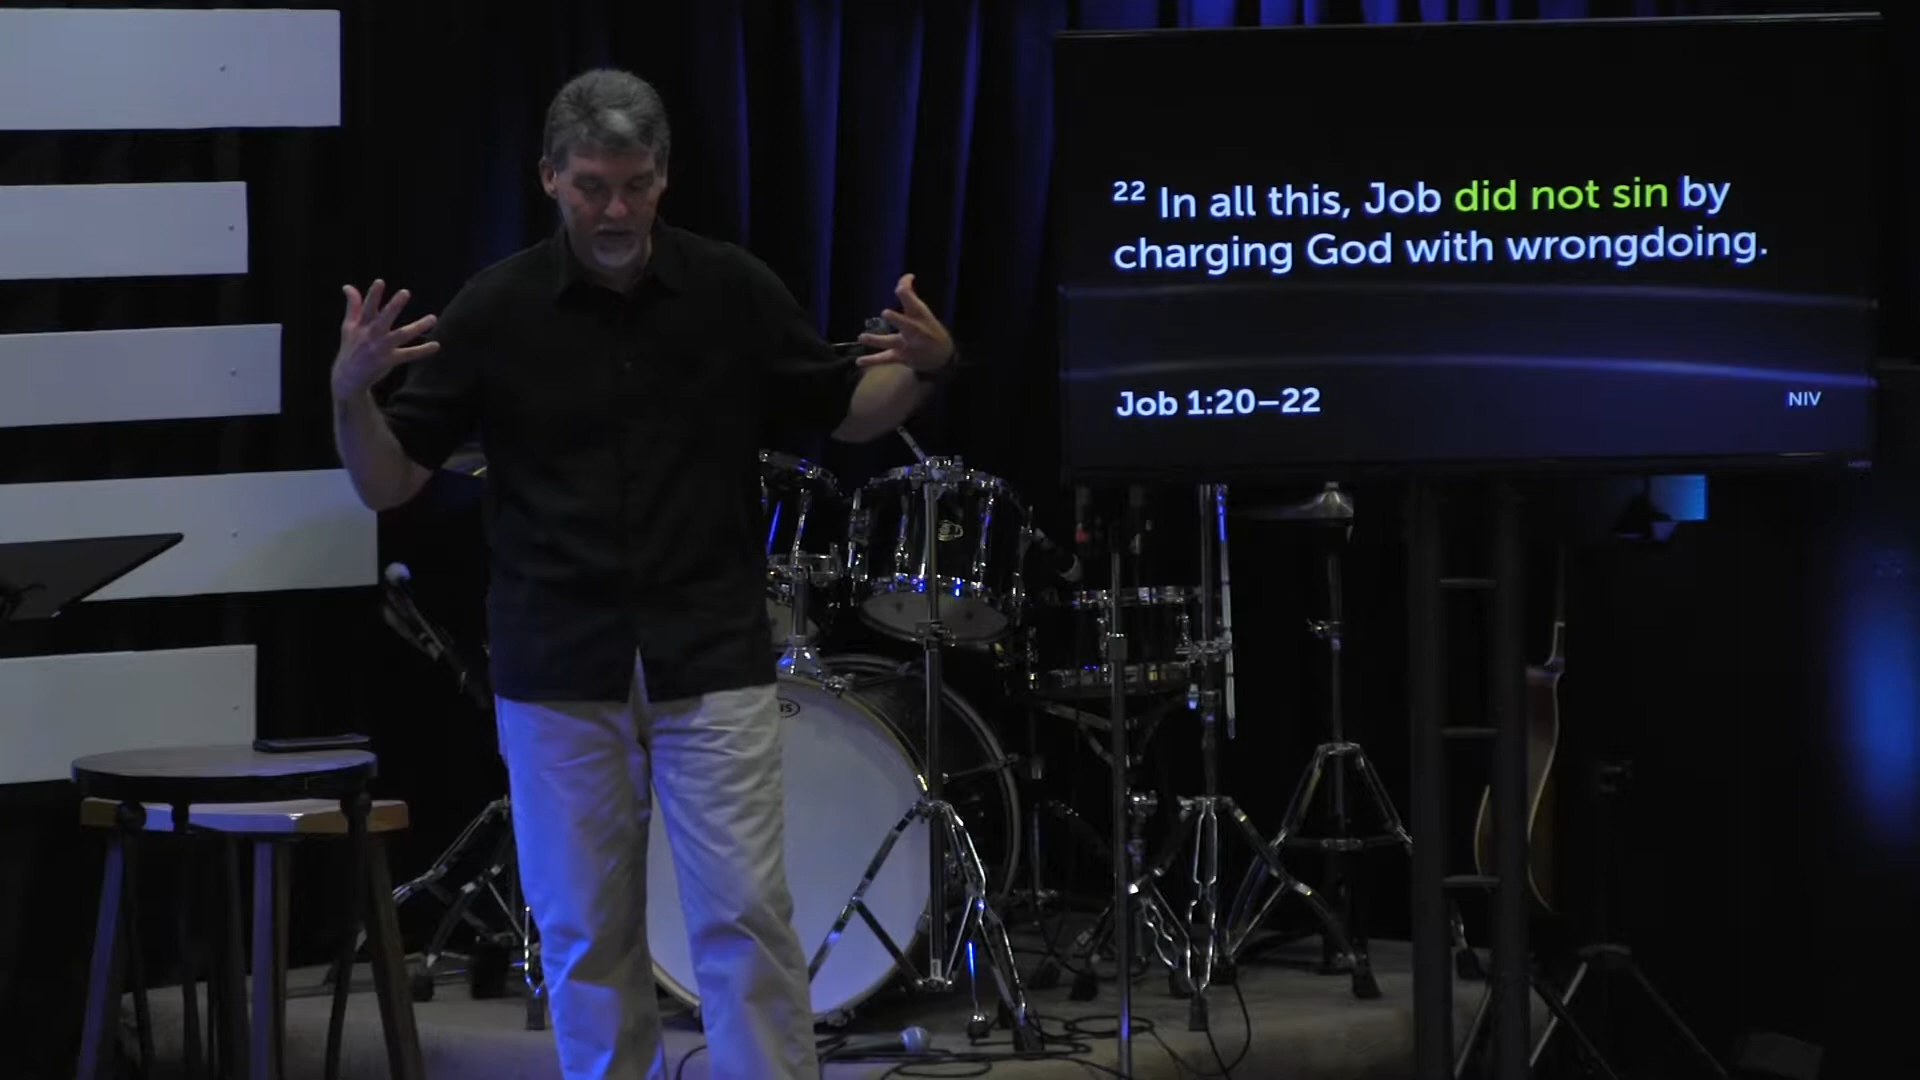 ²² In all this, Job did not sin by
charging God with wrongdoing.
Job 1:20–22
NIV